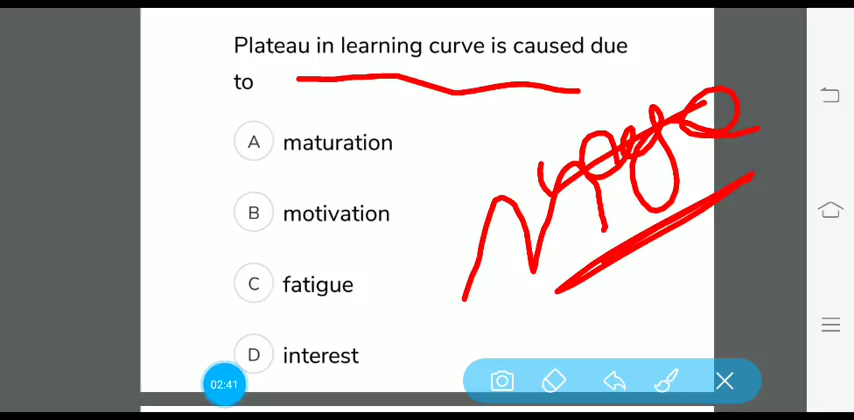 Plateau in learning curve is caused due
to
A maturation
B motivation
C fatigue
D interest
02:41